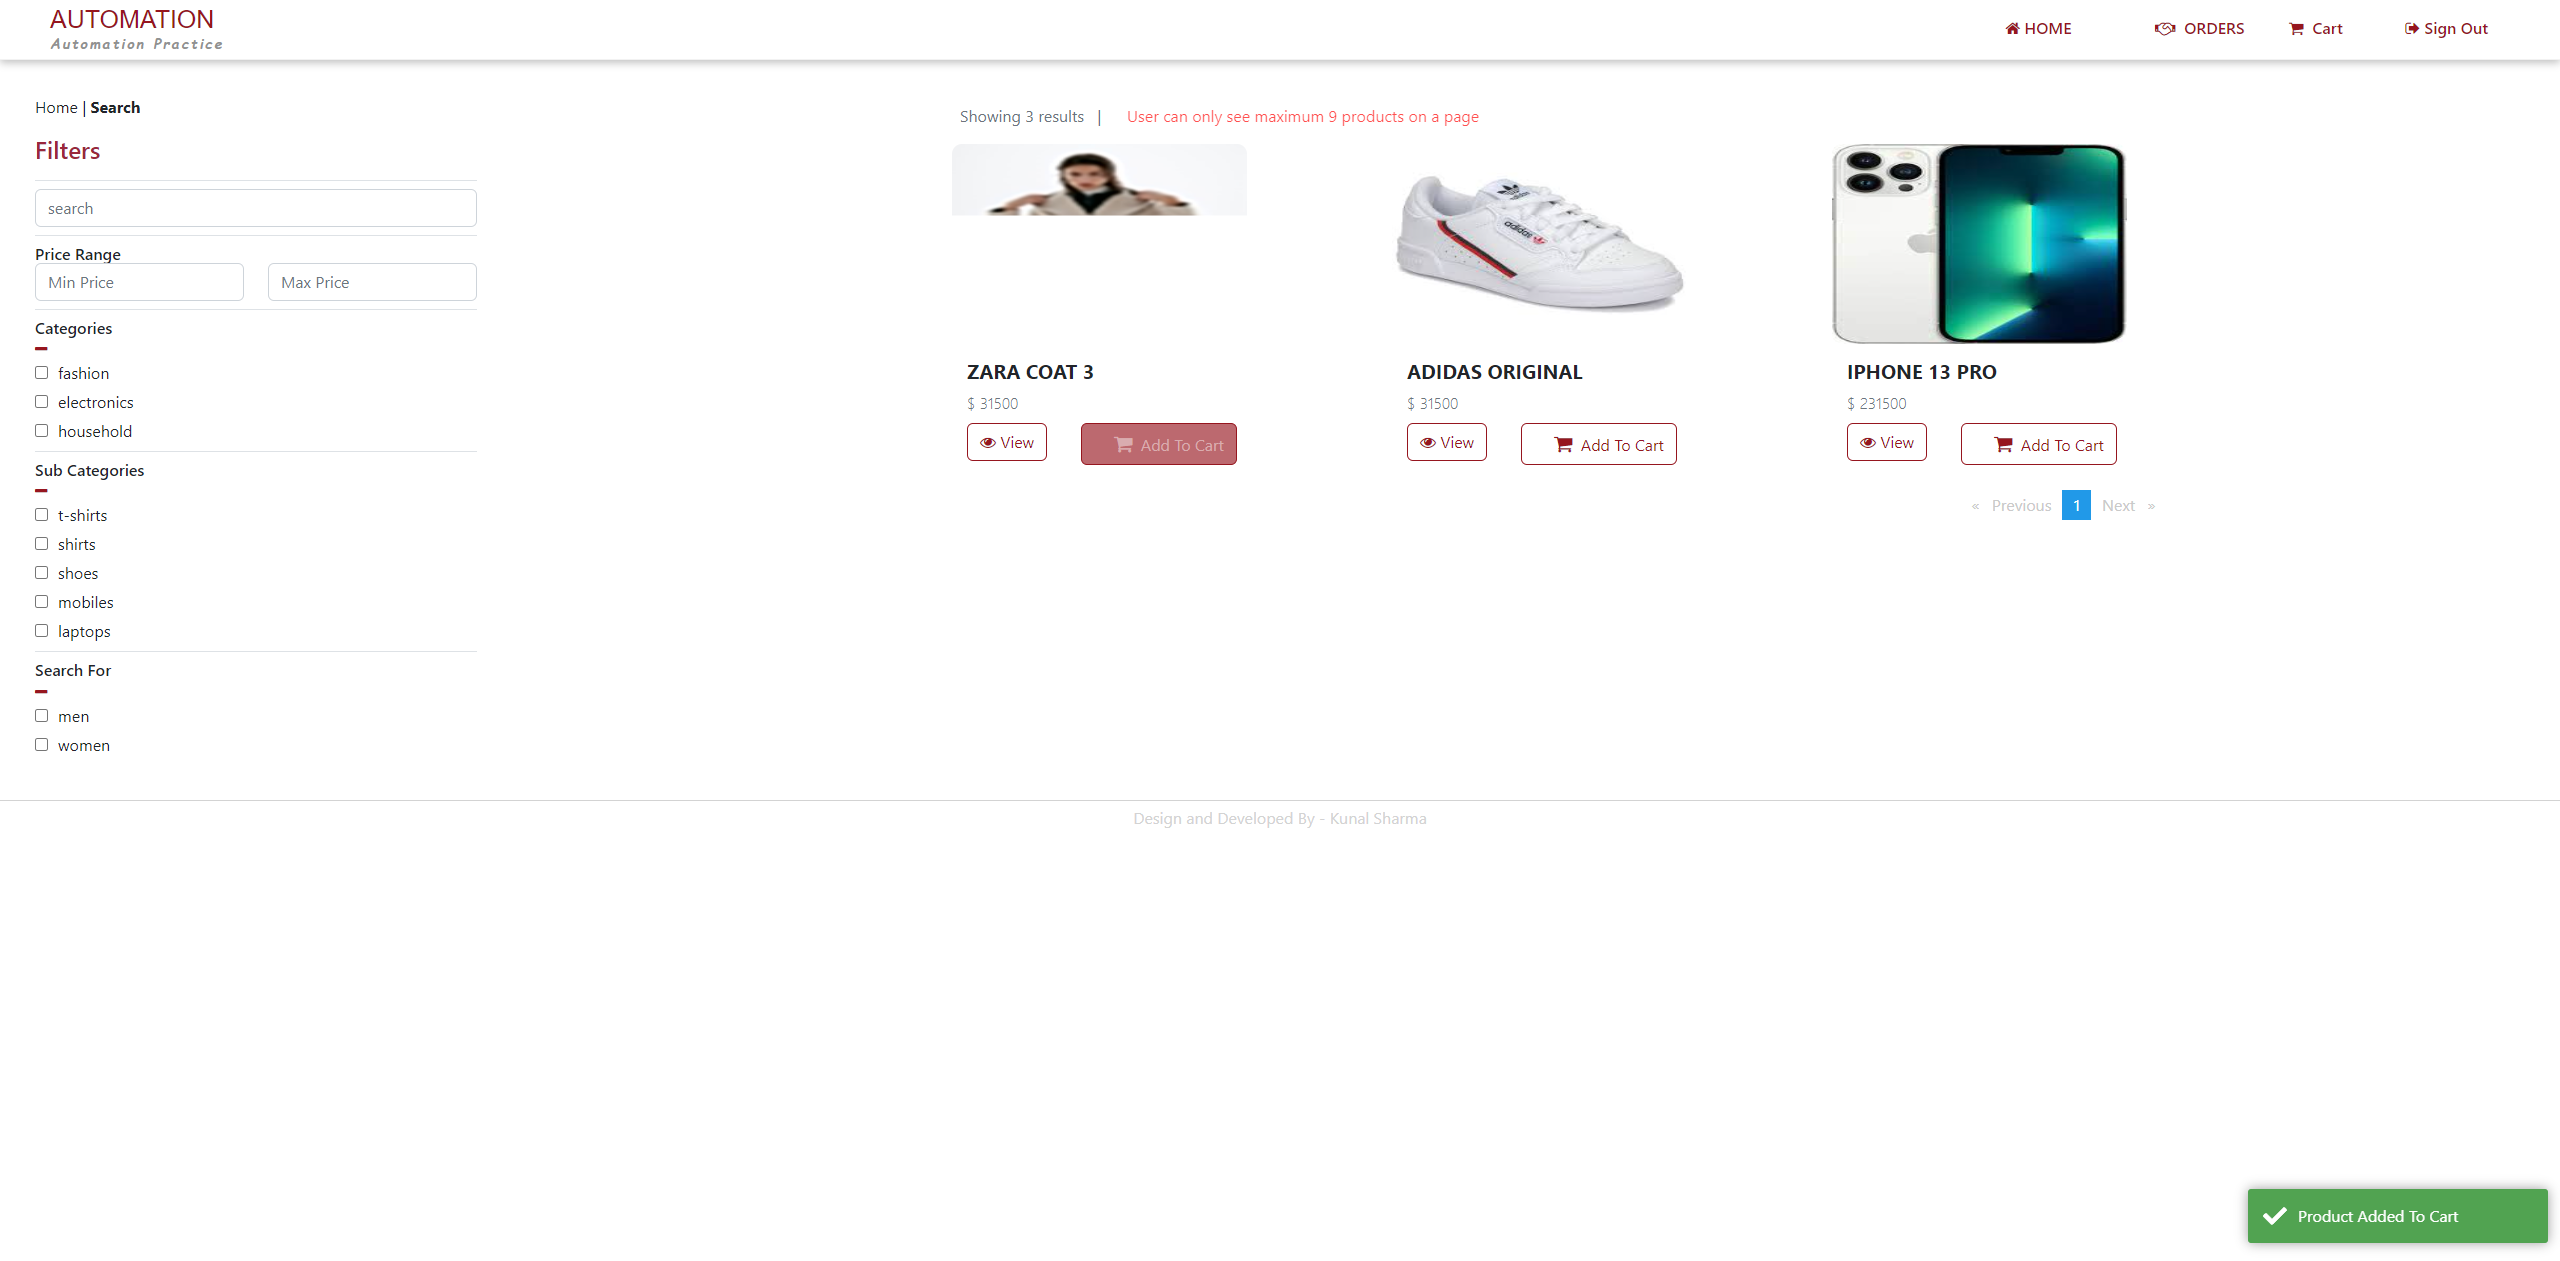 AUTOMATION
Automation Practice
HOME
ORDERS
Cart
Sign Out
Home | Search
Filters
search
Price Range
Min Price
Max Price
Categories
fashion
electronics
household
Sub Categories
t-shirts
shirts
shoes
mobiles
laptops
Search For
men
women
Showing 3 results |
User can only see maximum 9 products on a page
adidas
ZARA COAT 3
$ 31500
View
Add To Cart
ADIDAS ORIGINAL
$ 31500
View
Add To Cart
IPHONE 13 PRO
$ 231500
View
Add To Cart
« Previous 1 Next »
Design and Developed By - Kunal Sharma
Product Added To Cart